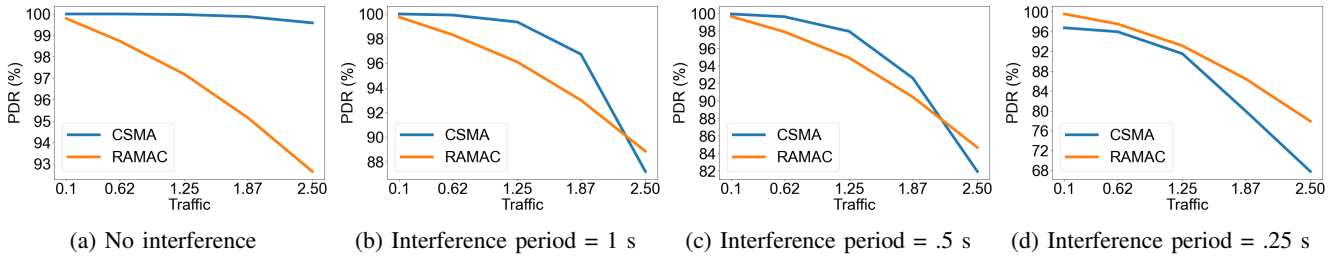 PDR (%)
100
99
98
97
96
95
94
93
CSMA
RAMAC
0.1 0.62 1.25 1.87 2.50
Traffic
(a) No interference
PDR (%)
100
98
96
94
92
90
88
CSMA
RAMAC
0.1 0.62 1.25 1.87 2.50
Traffic
(b) Interference period = 1 s
PDR (%)
100
98
96
94
92
90
88
86
84
82
CSMA
RAMAC
0.1 0.62 1.25 1.87 2.50
Traffic
(c) Interference period = .5 s
PDR (%)
100
96
92
88
84
80
76
72
68
CSMA
RAMAC
0.1 0.62 1.25 1.87 2.50
Traffic
(d) Interference period = .25 s